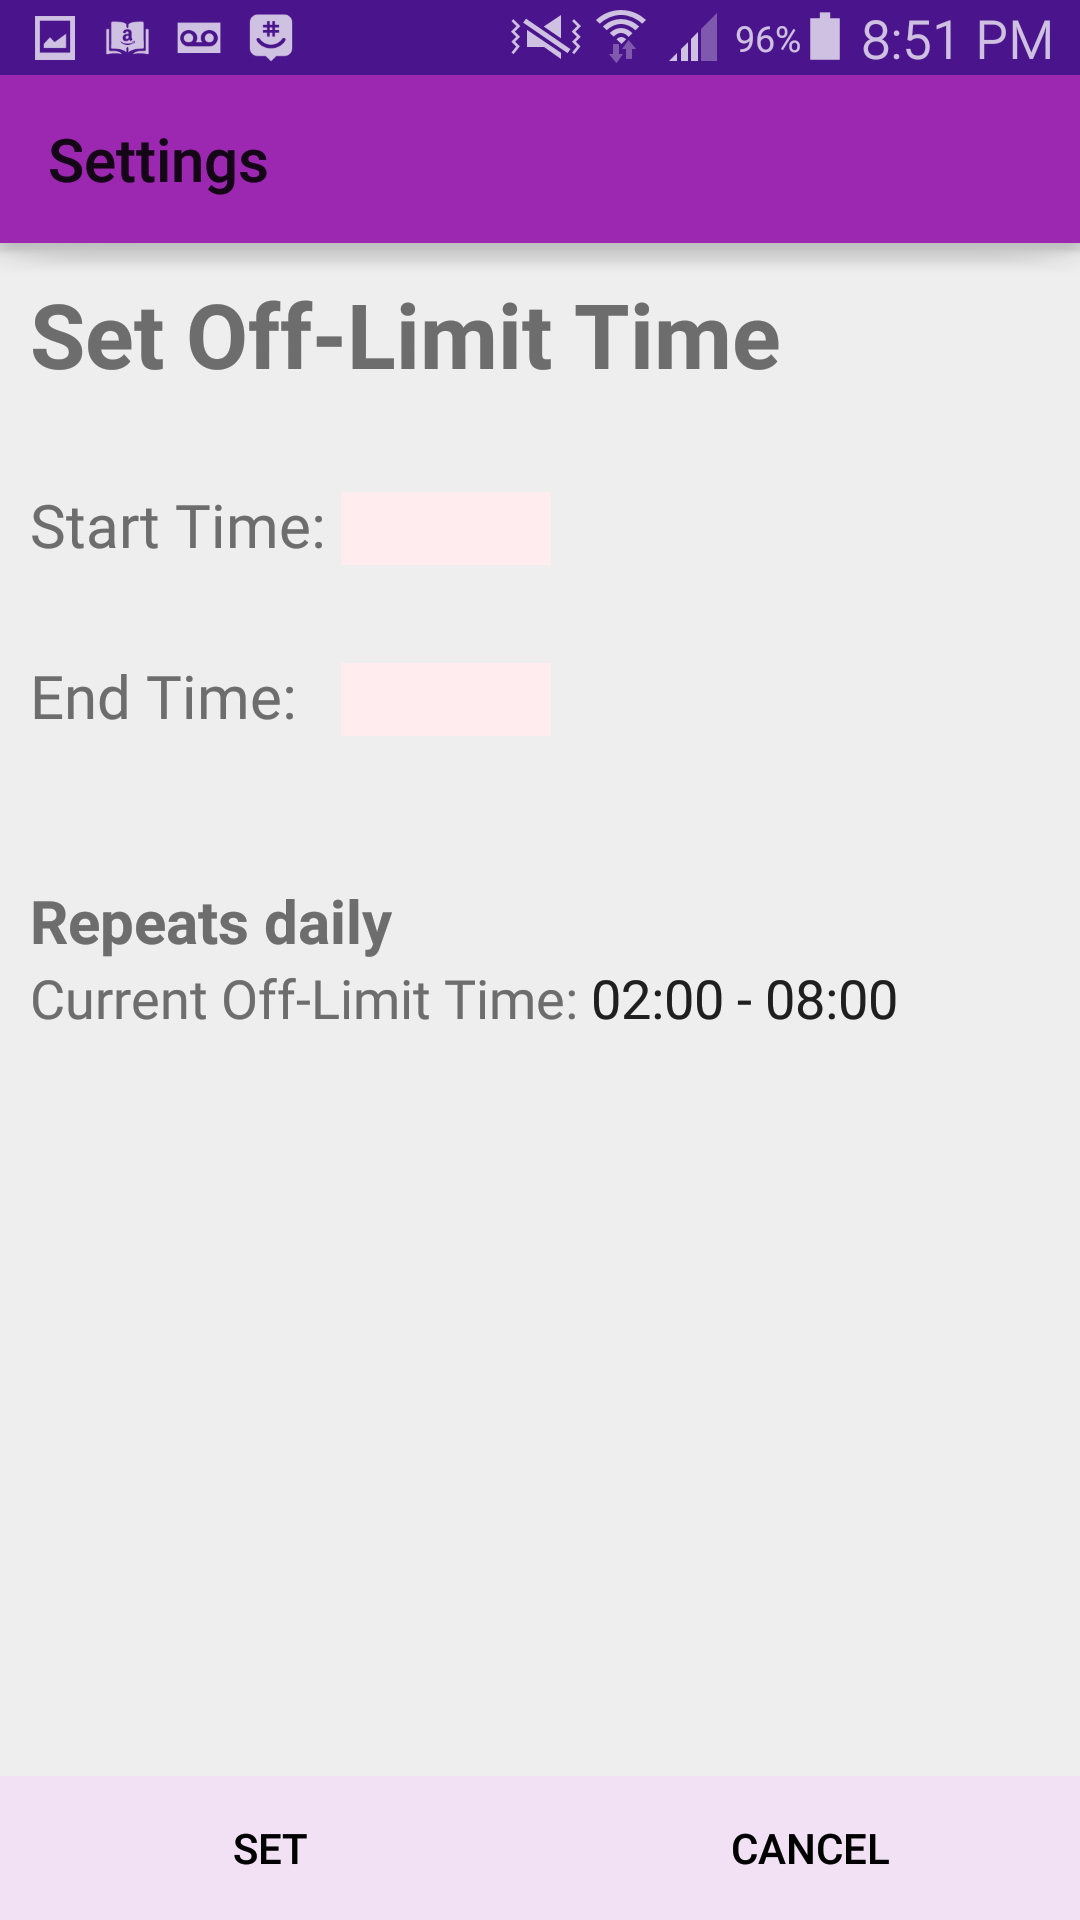 96% 8:51 PM
Settings
Set Off-Limit Time
Start Time:
End Time:
Repeats daily
Current Off-Limit Time: 02:00 - 08:00
SET CANCEL